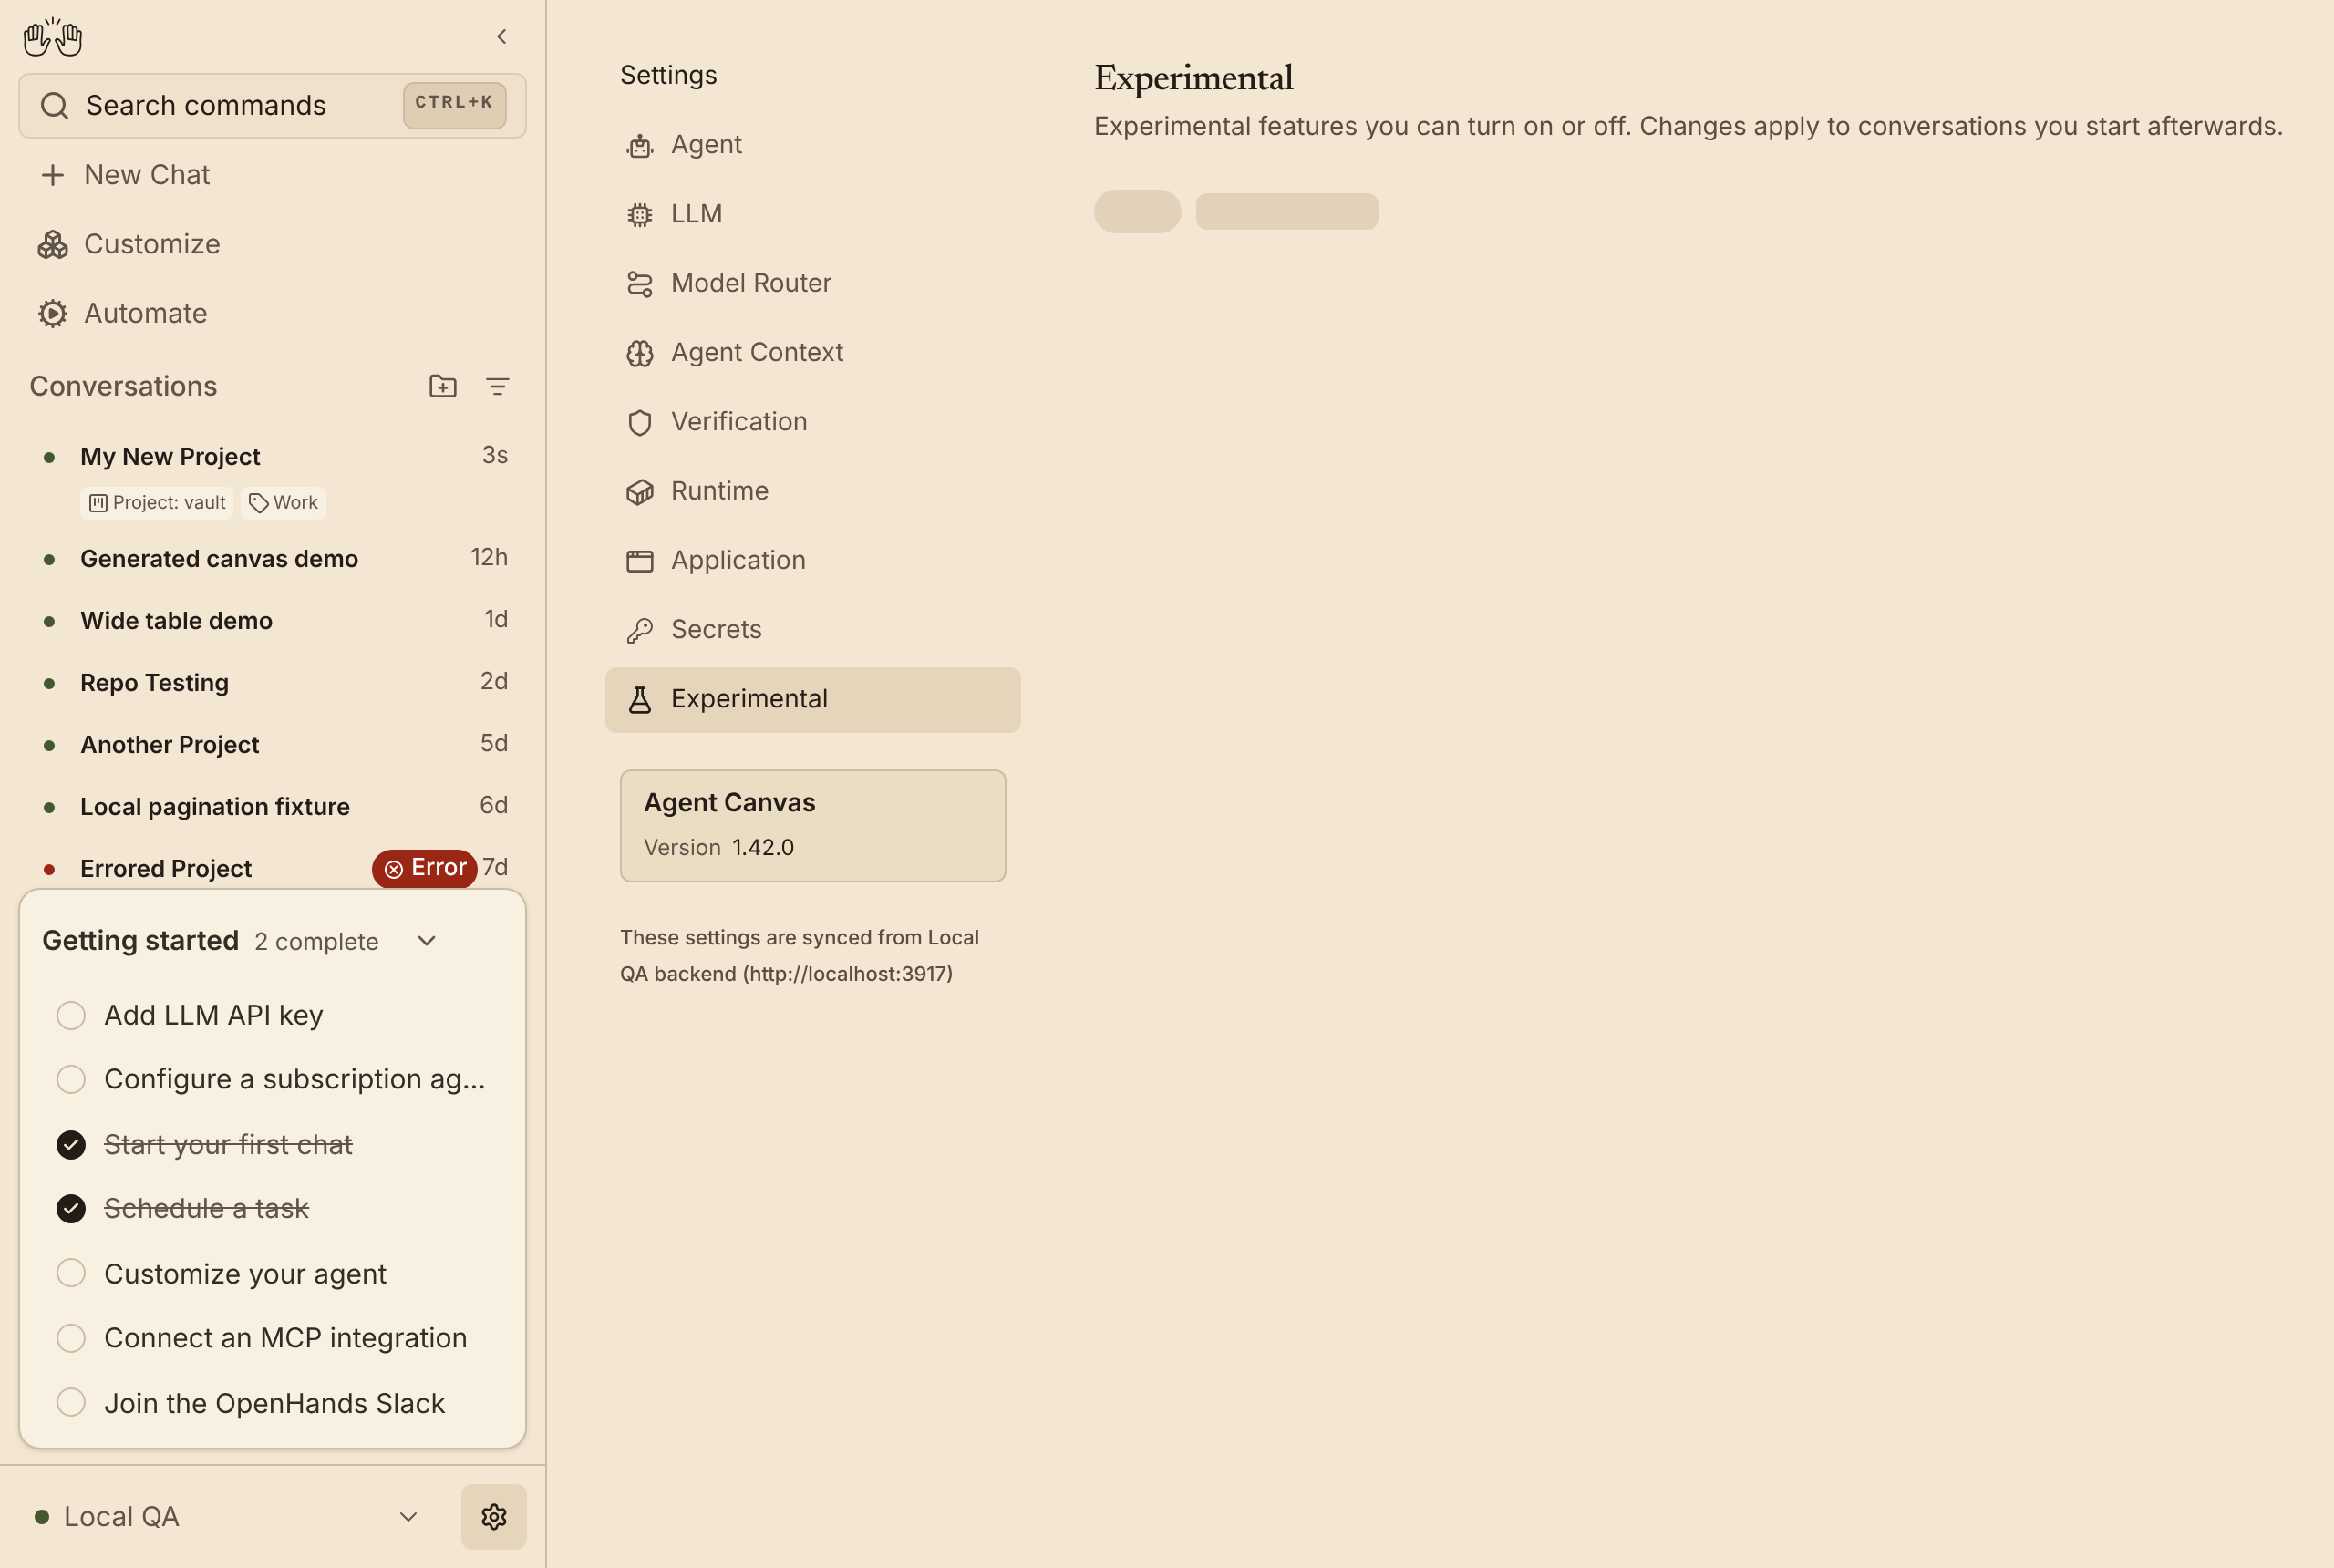 Search commands CTRL+K
New Chat
Customize
Automate
Conversations
My New Project 3s
Project: vault Work
Generated canvas demo 12h
Wide table demo 1d
Repo Testing 2d
Another Project 5d
Local pagination fixture 6d
Errored Project Error 7d
Getting started 2 complete
Add LLM API key
Configure a subscription ag...
Start your first chat
Schedule a task
Customize your agent
Connect an MCP integration
Join the OpenHands Slack
Local QA
Settings
Agent
LLM
Model Router
Agent Context
Verification
Runtime
Application
Secrets
Experimental
Agent Canvas
Version 1.42.0
These settings are synced from Local
QA backend (http://localhost:3917)
Experimental
Experimental features you can turn on or off. Changes apply to conversations you start afterwards.